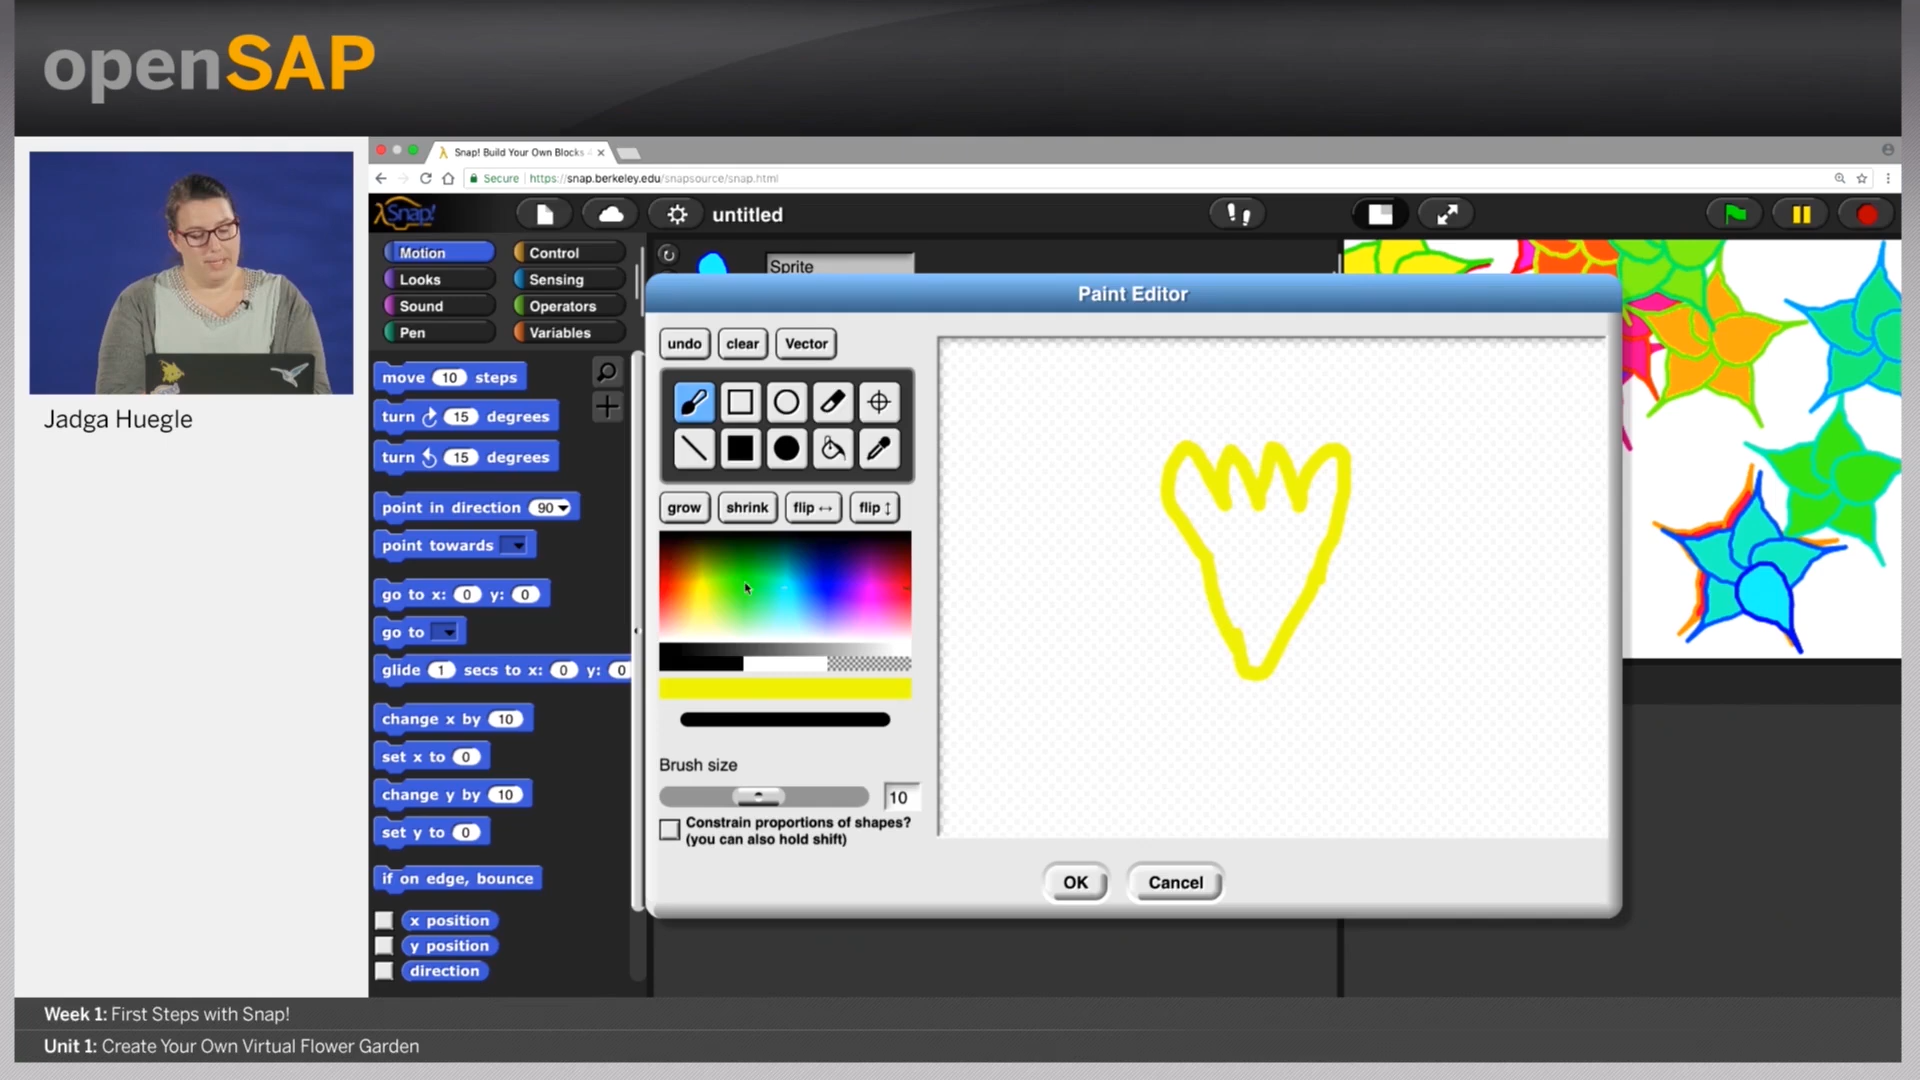 openSAP
Snap! Build Your Own Blocks
Secure https://snap.berkeley.edu/snapsource/snap.html
Snap!
untitled
Motion
Control
Looks
Sensing
Sound
Operators
Pen
Variables
Sprite
Paint Editor
move 10 steps
turn 15 degrees
turn 15 degrees
point in direction 90
point towards
go to x: 0 y: 0
go to
glide 1 secs to x: 0 y: 0
change x by 10
set x to 0
change y by 10
set y to 0
if on edge, bounce
x position
y position
direction
undo clear Vector
grow shrink flip ↔ flip ↕
Brush size
10
Constrain proportions of shapes?
(you can also hold shift)
OK Cancel
Jadga Huegle
Week 1: First Steps with Snap!
Unit 1: Create Your Own Virtual Flower Garden